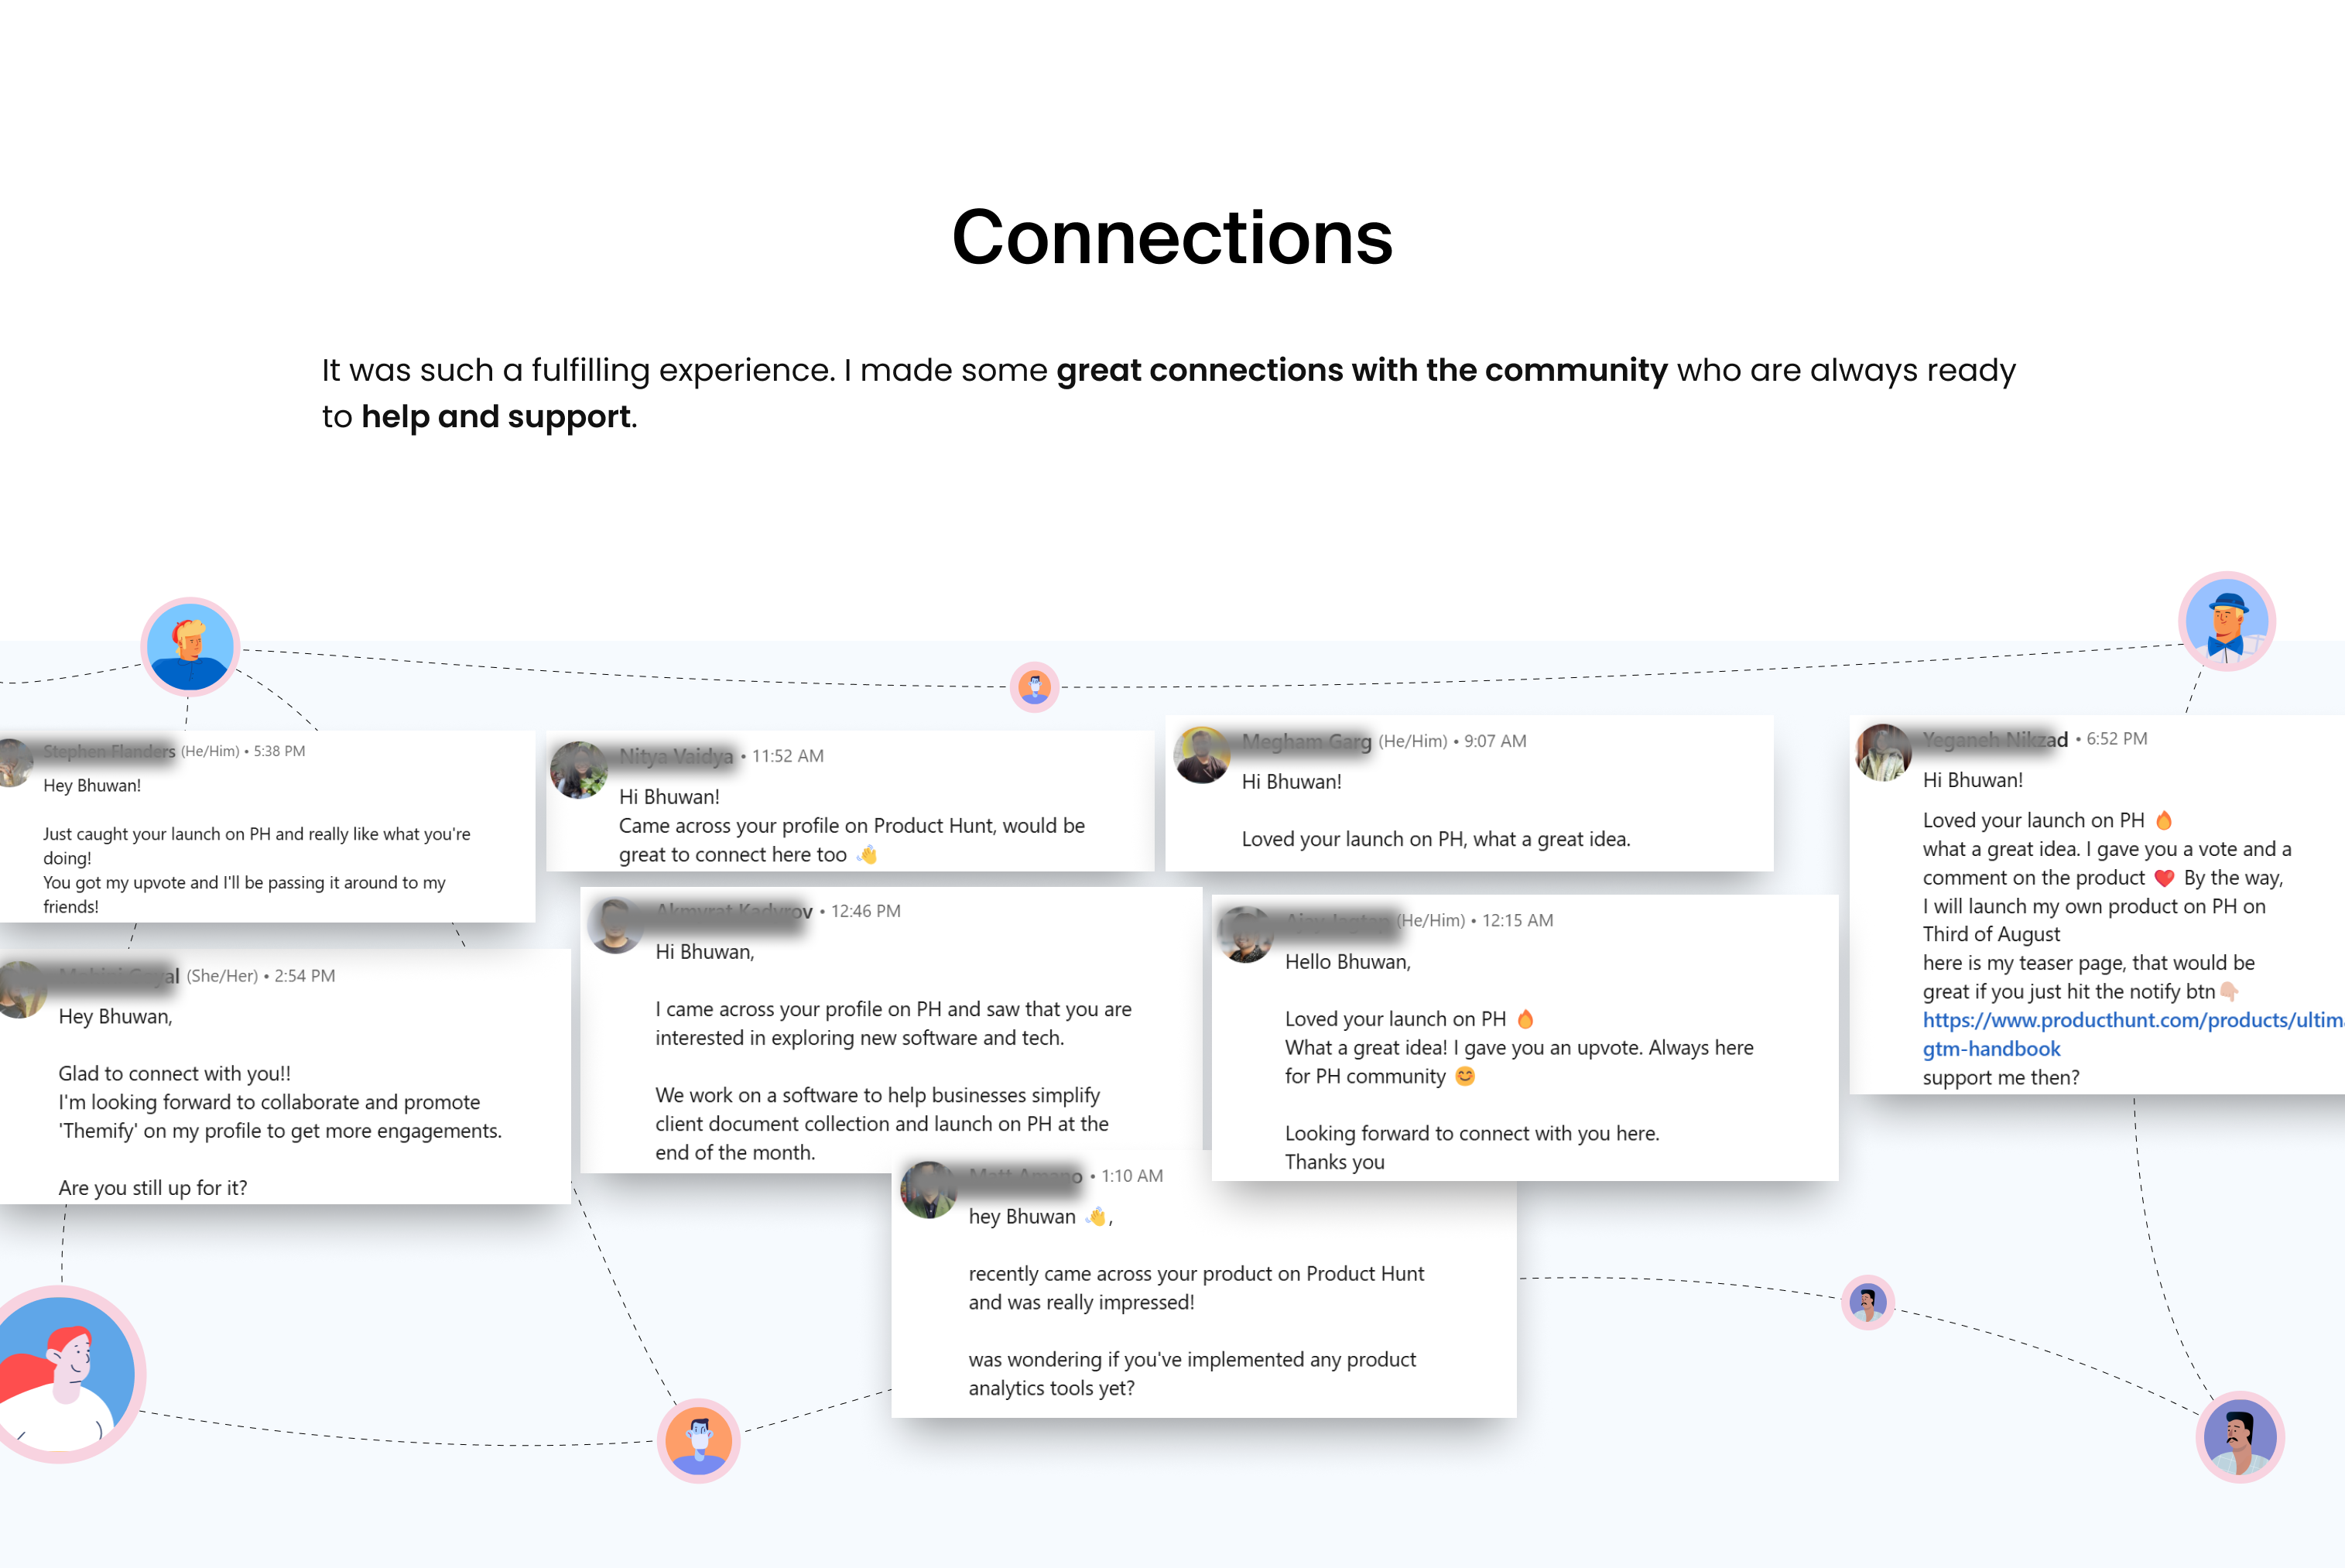 Connections
It was such a fulfilling experience. I made some great connections with the community who are always ready
to help and support.
Stephen Flanders (He/Him) • 5:38 PM
Hey Bhuwan!
Just caught your launch on PH and really like what you're
doing!
You got my upvote and I'll be passing it around to my
friends!
(She/Her) • 2:54 PM
Hey Bhuwan,
Glad to connect with you!!
I'm looking forward to collaborate and promote
'Themify' on my profile to get more engagements.
Are you still up for it?
Nitya Vaidya • 11:52 AM
Hi Bhuwan!
Came across your profile on Product Hunt, would be
great to connect here too 👋
• 12:46 PM
Hi Bhuwan,
I came across your profile on PH and saw that you are
interested in exploring new software and tech.
We work on a software to help businesses simplify
client document collection and launch on PH at the
end of the month.
• 1:10 AM
hey Bhuwan 👋,
recently came across your product on Product Hunt
and was really impressed!
was wondering if you've implemented any product
analytics tools yet?
Megham Garg (He/Him) • 9:07 AM
Hi Bhuwan!
Loved your launch on PH, what a great idea.
(He/Him) • 12:15 AM
Hello Bhuwan,
Loved your launch on PH 🔥
What a great idea! I gave you an upvote. Always here
for PH community 😊
Looking forward to connect with you here.
Thanks you
Yeganeh Nikzad • 6:52 PM
Hi Bhuwan!
Loved your launch on PH 🔥
what a great idea. I gave you a vote and a
comment on the product ❤️ By the way,
I will launch my own product on PH on
Third of August
here is my teaser page, that would be
great if you just hit the notify btn👇🏻
https://www.producthunt.com/products/ultima
gtm-handbook
support me then?